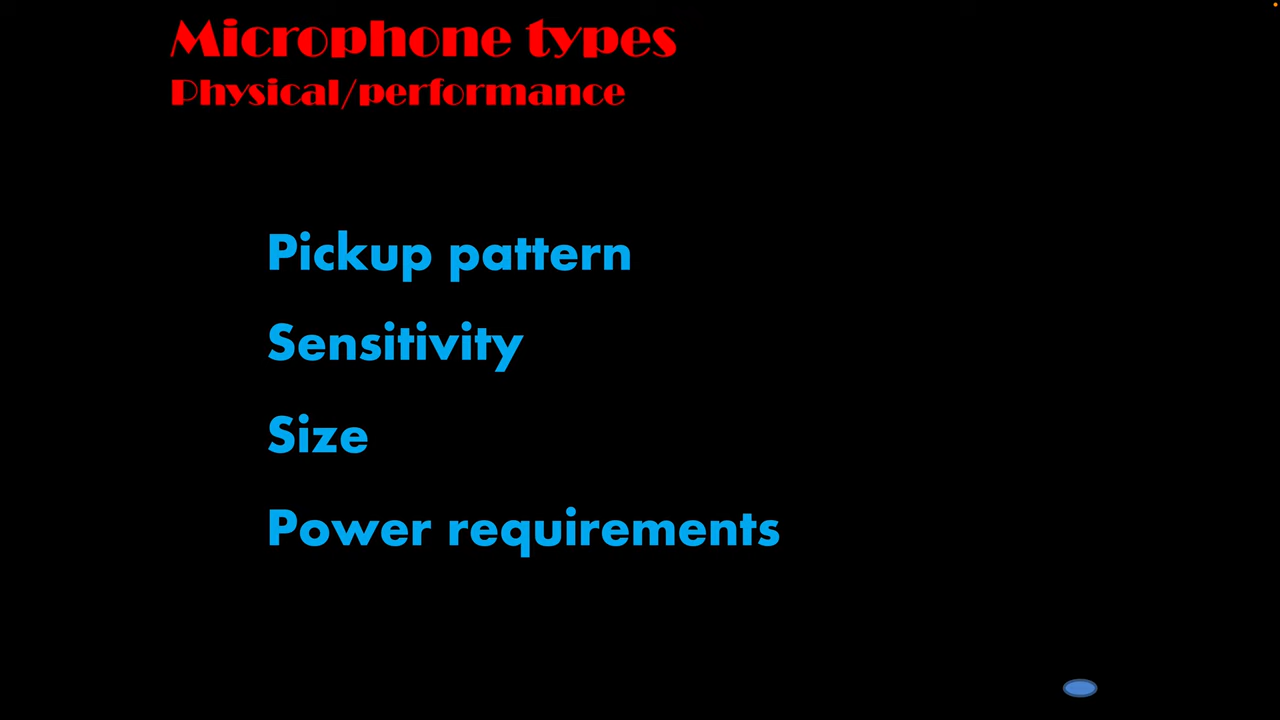 Microphone types
Physical/performance
Pickup pattern
Sensitivity
Size
Power requirements